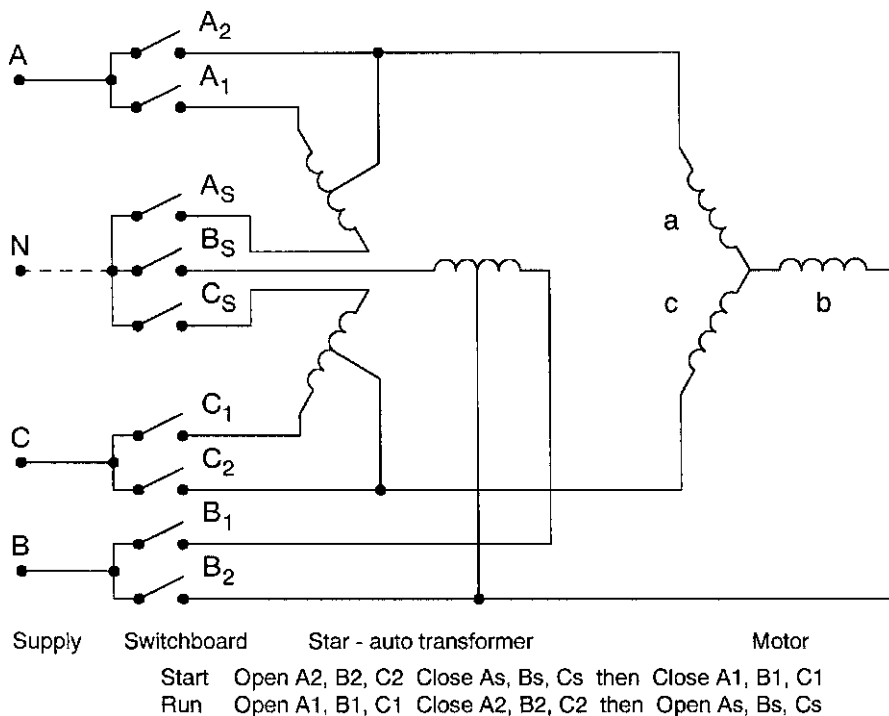 A
A2
A1
AS
N
BS
CS
a
c
b
C
C1
C2
B
B1
B2
Supply Switchboard Star - auto transformer Motor
Start Open A2, B2, C2 Close As, Bs, Cs then Close A1, B1, C1
Run Open A1, B1, C1 Close A2, B2, C2 then Open As, Bs, Cs